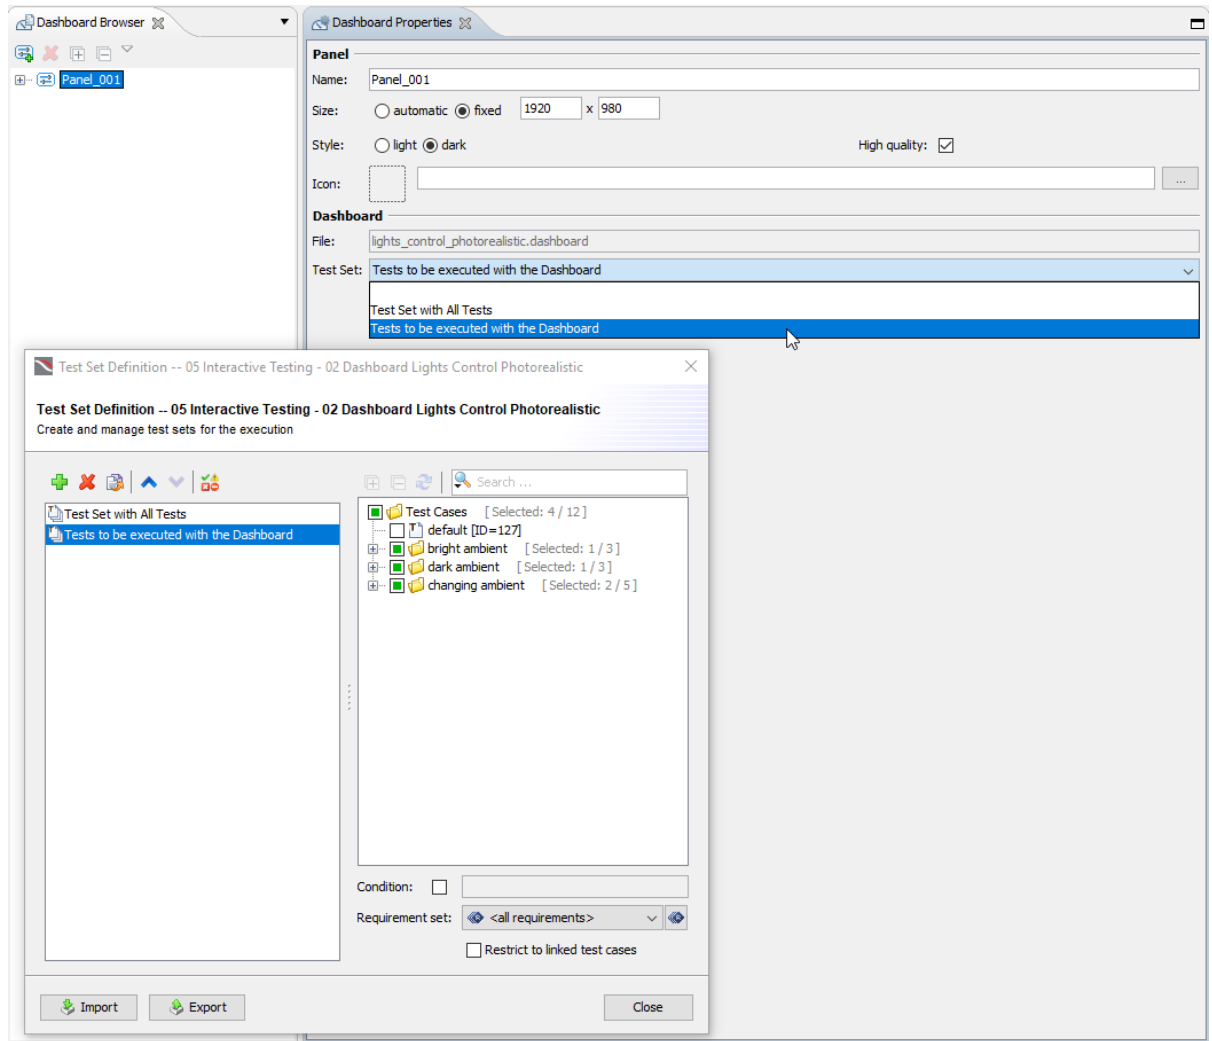 Dashboard Browser
Dashboard Properties
Panel_001
Panel
Name: Panel_001
Size: automatic fixed 1920 x 980
Style: light dark High quality:
Icon: ...
Dashboard
File: lights_control_photorealistic.dashboard
Test Set: Tests to be executed with the Dashboard
Test Set with All Tests
Tests to be executed with the Dashboard
Test Set Definition -- 05 Interactive Testing - 02 Dashboard Lights Control Photorealistic
Test Set Definition -- 05 Interactive Testing - 02 Dashboard Lights Control Photorealistic
Create and manage test sets for the execution
Search ...
Test Set with All Tests
Tests to be executed with the Dashboard
Test Cases [Selected: 4 / 12]
default [ID=127]
bright ambient [Selected: 1 / 3]
dark ambient [Selected: 1 / 3]
changing ambient [Selected: 2 / 5]
Condition:
Requirement set: <all requirements>
Restrict to linked test cases
Import Export Close